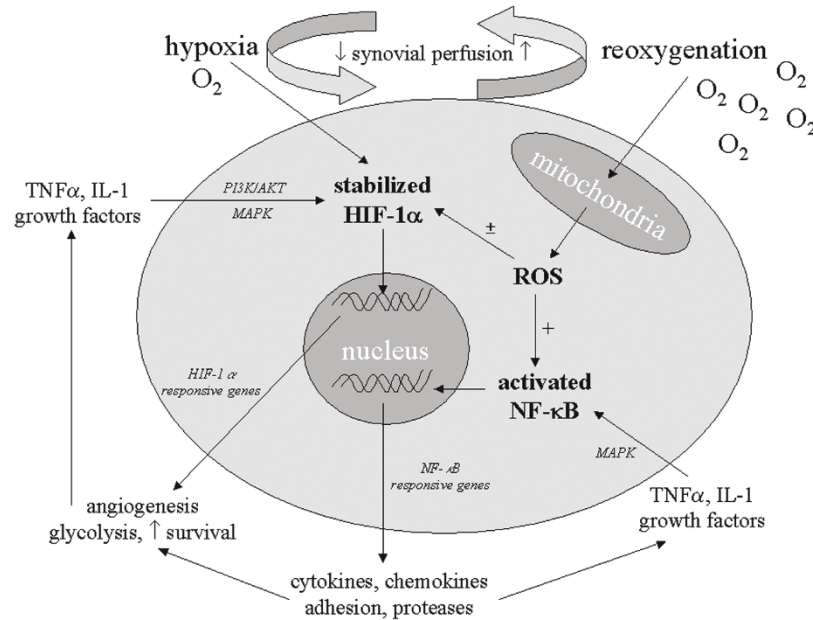 hypoxia
O₂
↓ synovial perfusion ↑
reoxygenation
O₂
O₂ O₂ O₂
O₂
mitochondria
TNFα, IL-1
growth factors
PI3K/AKT
MAPK
stabilized
HIF-1α
±
ROS
+
nucleus
activated
NF-κB
HIF-1 α
responsive genes
NF-κB
responsive genes
MAPK
TNFα, IL-1
growth factors
angiogenesis
glycolysis, ↑ survival
cytokines, chemokines
adhesion, proteases